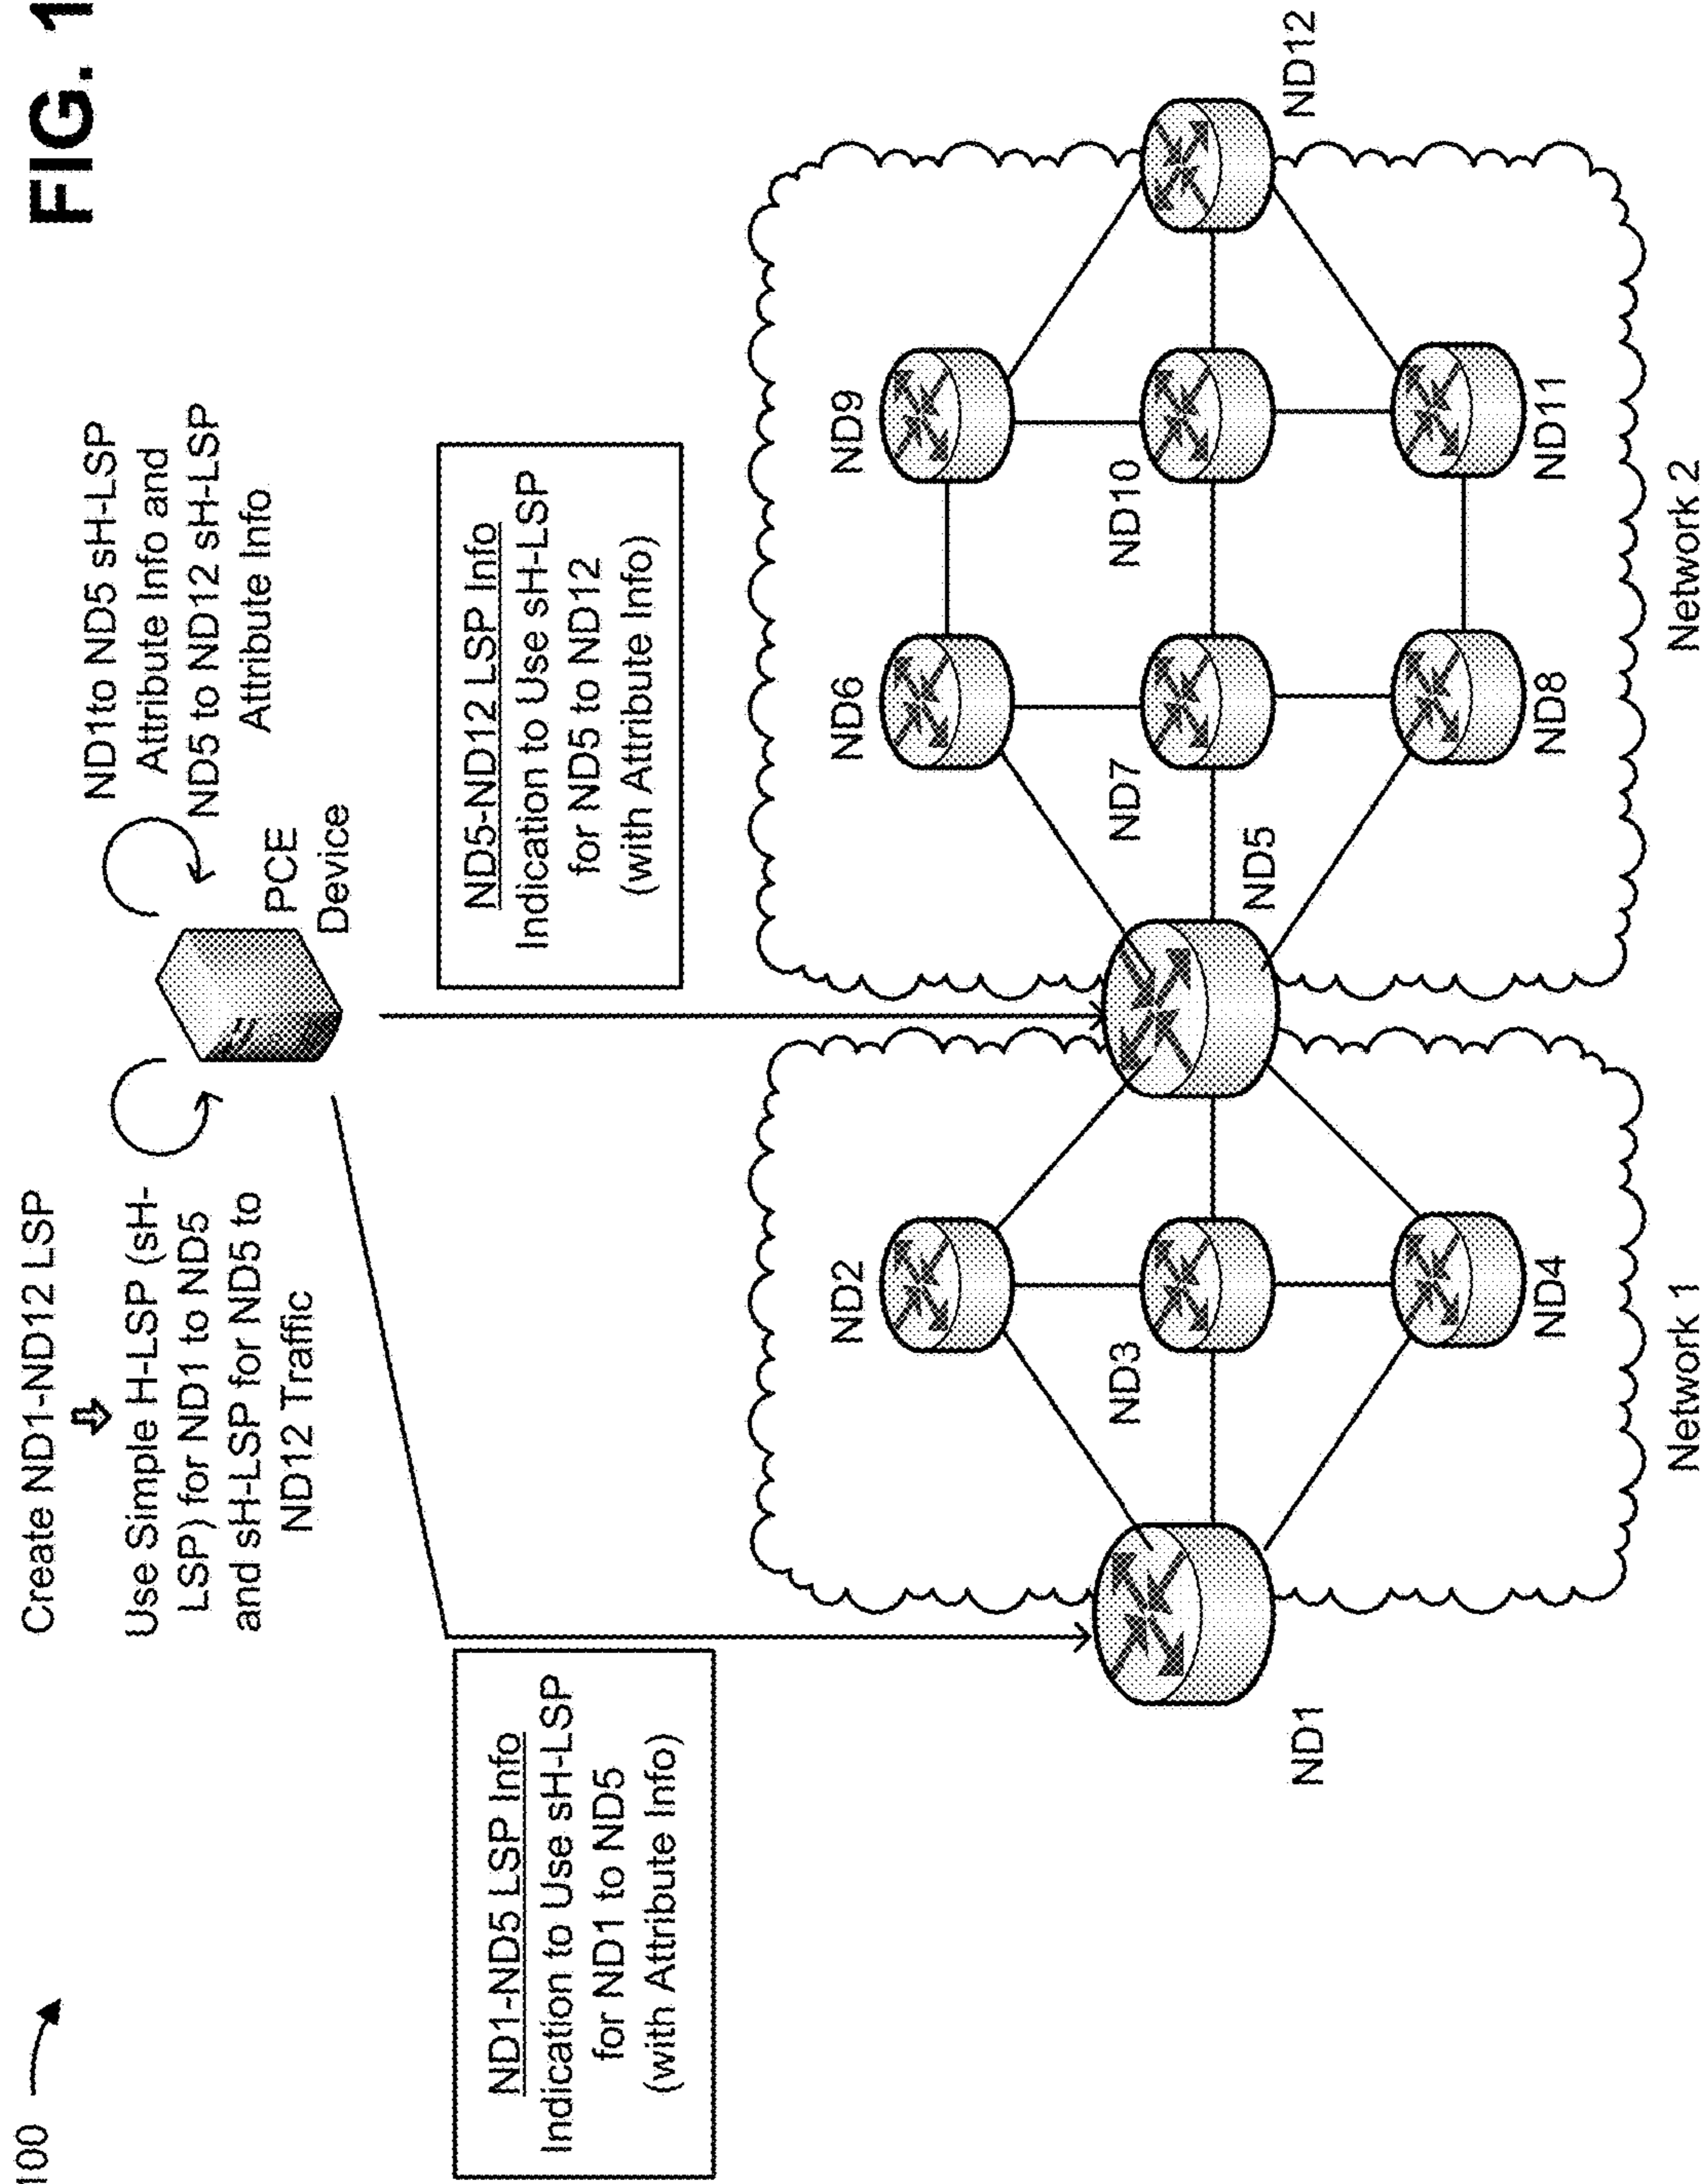 FIG. 1
100
Create ND1-ND12 LSP
Use Simple H-LSP (sH-
LSP) for ND1 to ND5
and sH-LSP for ND5 to
ND12 Traffic
ND1to ND5 sH-LSP
Attribute Info and
ND5 to ND12 sH-LSP
Attribute Info
PCE
Device
ND1-ND5 LSP Info
Indication to Use sH-LSP
for ND1 to ND5
(with Attribute Info)
ND5-ND12 LSP Info
Indication to Use sH-LSP
for ND5 to ND12
(with Attribute Info)
ND2
ND6
ND9
ND3
ND7
ND10
ND1
ND5
ND12
ND4
ND8
ND11
Network 1
Network 2